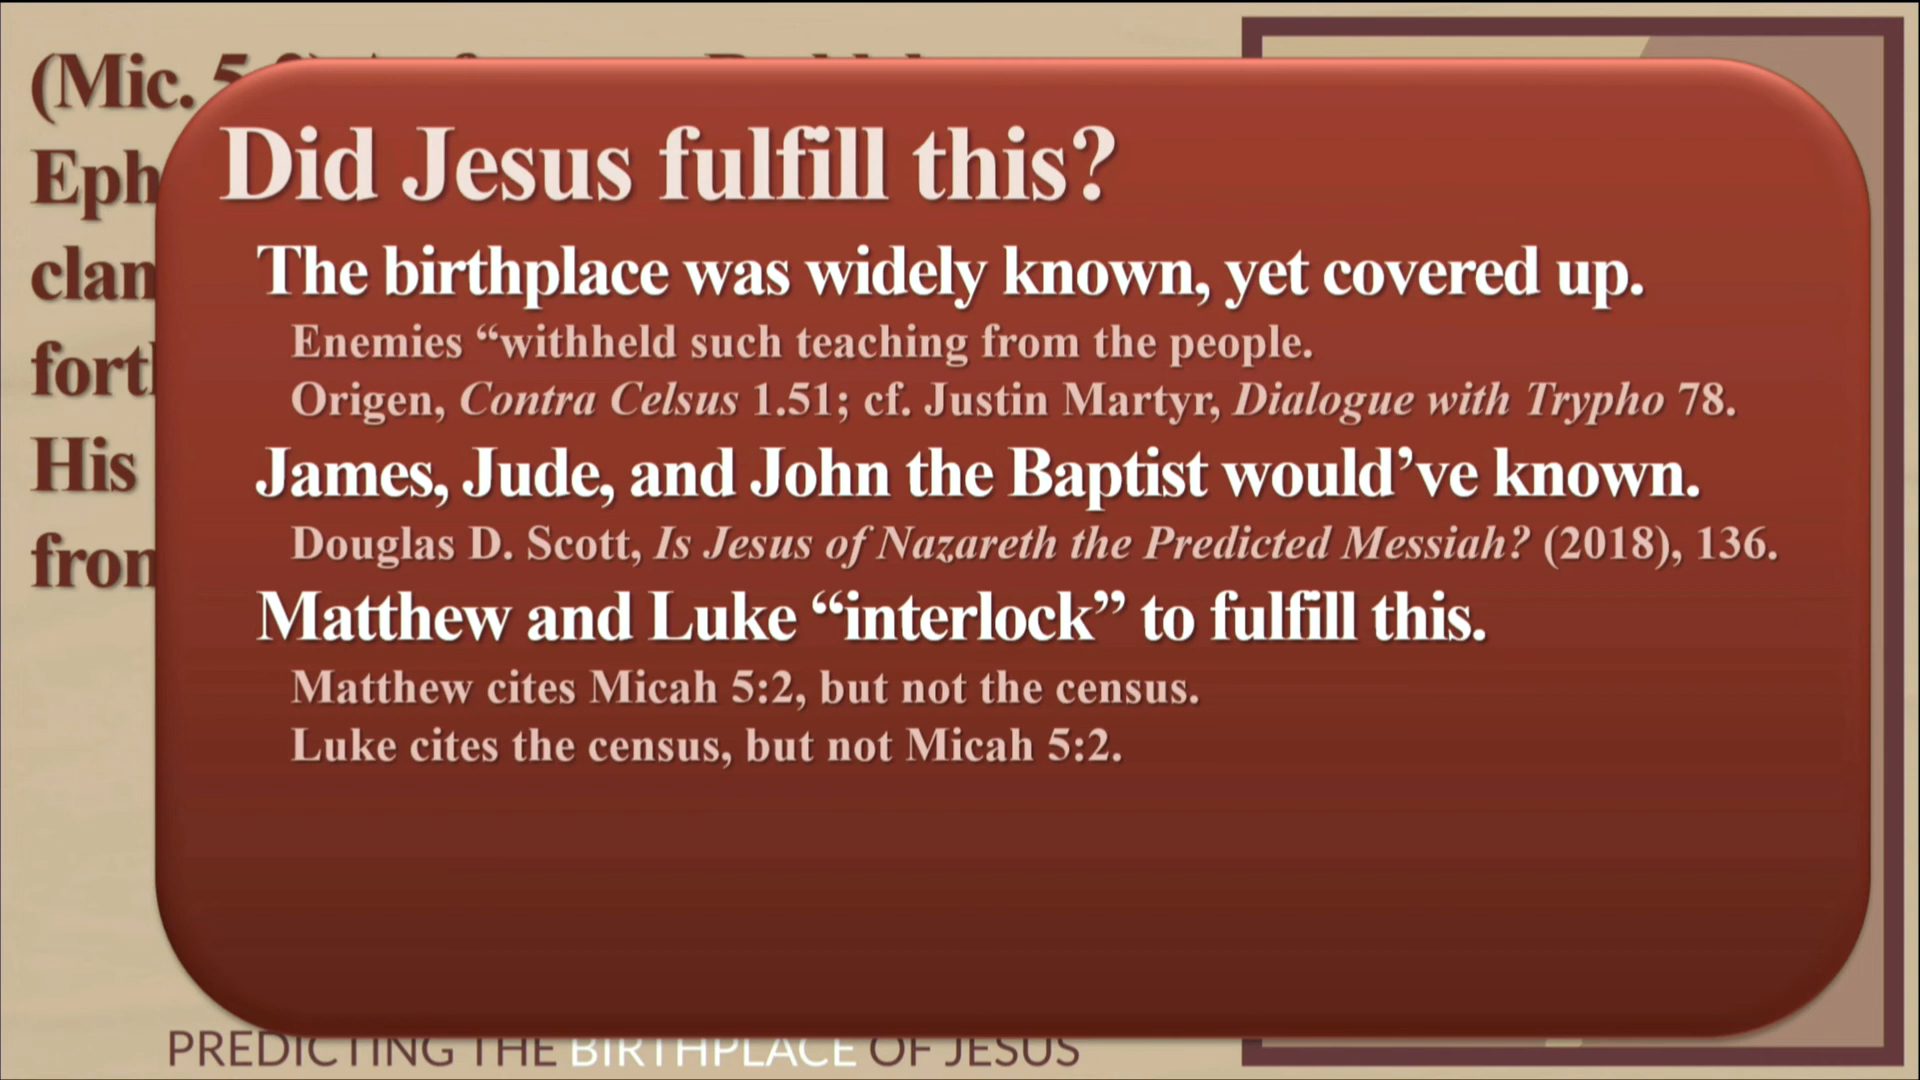 (Mic. 5
Did Jesus fulfill this?
The birthplace was widely known, yet covered up.
Enemies “withheld such teaching from the people.
Origen, Contra Celsus 1.51; cf. Justin Martyr, Dialogue with Trypho 78.
James, Jude, and John the Baptist would’ve known.
Douglas D. Scott, Is Jesus of Nazareth the Predicted Messiah? (2018), 136.
Matthew and Luke “interlock” to fulfill this.
Matthew cites Micah 5:2, but not the census.
Luke cites the census, but not Micah 5:2.
Eph
clan
forth
His
from
PREDICTING THE BIRTHPLACE OF JESUS